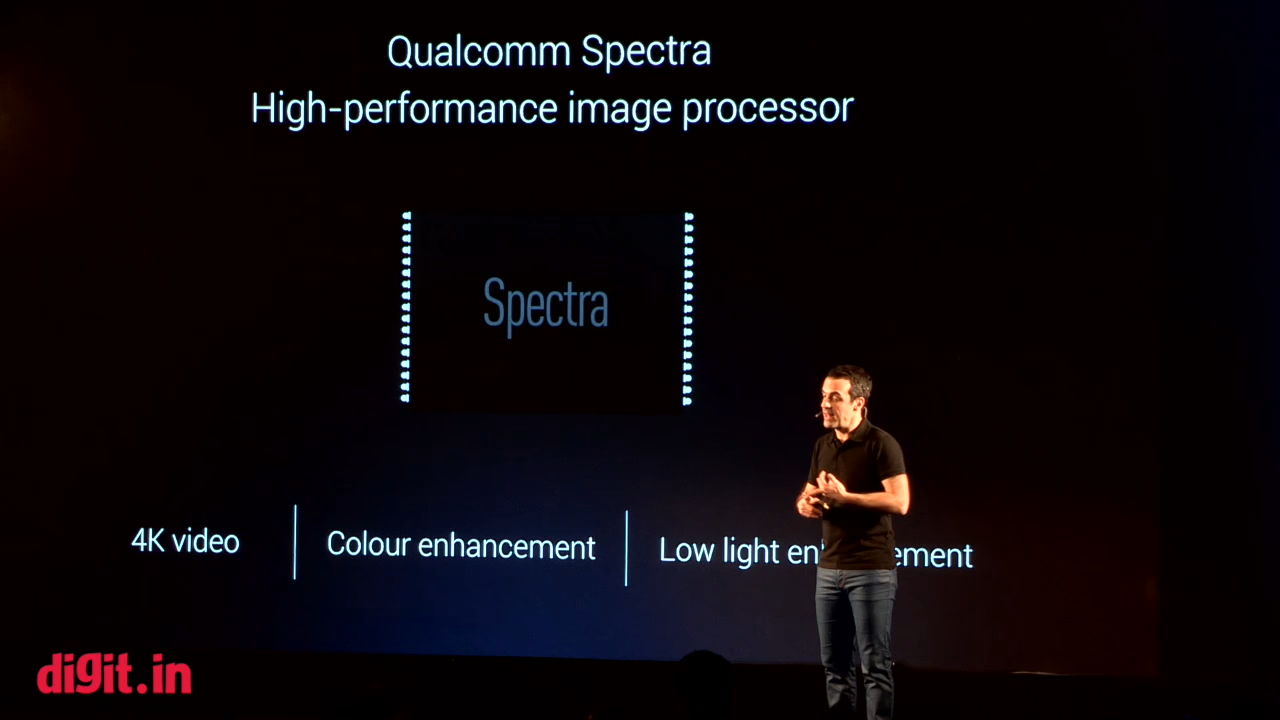 Qualcomm Spectra
High-performance image processor
Spectra
4K video
Colour enhancement
Low light
digit.in